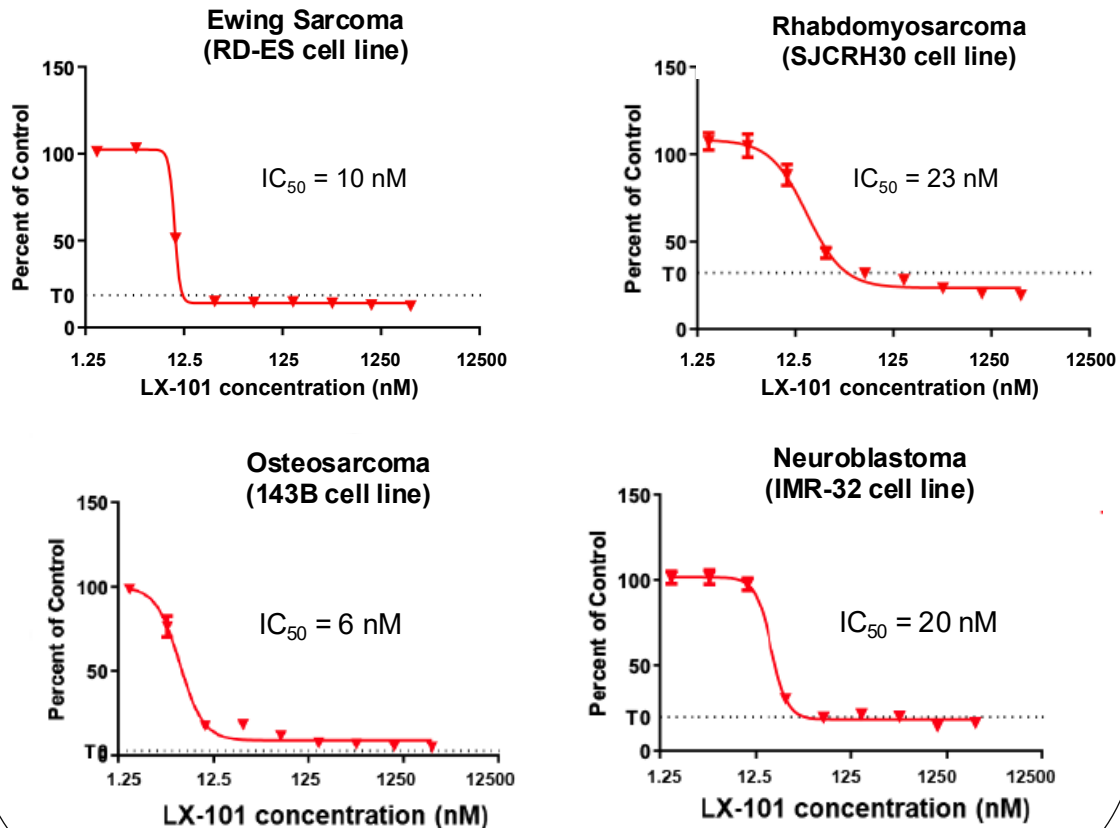 Ewing Sarcoma
(RD-ES cell line)
150
100
50
T0
0
Percent of Control
IC50 = 10 nM
1.25 12.5 125 1250 12500
LX-101 concentration (nM)
Rhabdomyosarcoma
(SJCRH30 cell line)
150
100
50
T0
0
Percent of Control
IC50 = 23 nM
1.25 12.5 125 1250 12500
LX-101 concentration (nM)
Osteosarcoma
(143B cell line)
150
100
50
T0
0
Percent of Control
IC50 = 6 nM
1.25 12.5 125 1250 12500
LX-101 concentration (nM)
Neuroblastoma
(IMR-32 cell line)
150
100
50
T0
0
Percent of Control
IC50 = 20 nM
1.25 12.5 125 1250 12500
LX-101 concentration (nM)